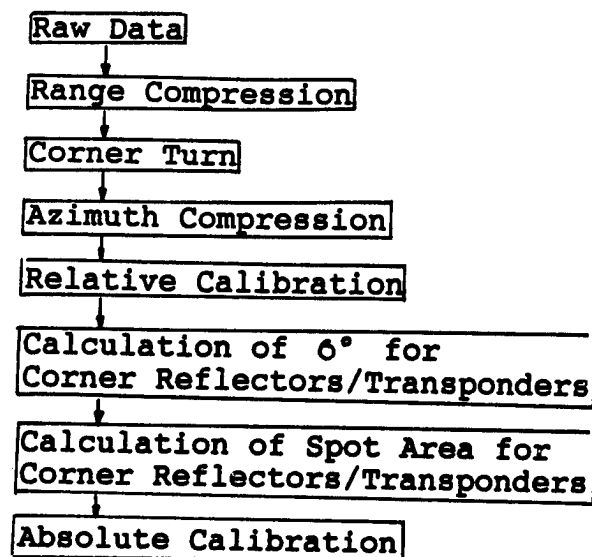 Raw Data
Range Compression
Corner Turn
Azimuth Compression
Relative Calibration
Calculation of 6° for
Corner Reflectors/Transponders
Calculation of Spot Area for
Corner Reflectors/Transponders
Absolute Calibration